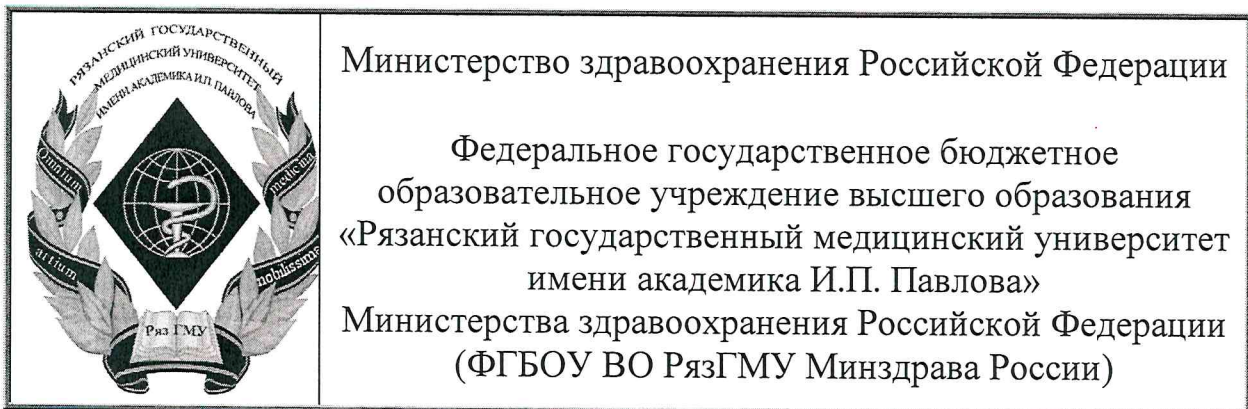 РЯЗАНСКИЙ ГОСУДАРСТВЕННЫЙ
МЕДИЦИНСКИЙ УНИВЕРСИТЕТ
ИМЕНИ АКАДЕМИКА И.П. ПАВЛОВА
Omnium
medicina
artium
nobilissima
Ряз ГМУ
Министерство здравоохранения Российской Федерации
Федеральное государственное бюджетное
образовательное учреждение высшего образования
«Рязанский государственный медицинский университет
имени академика И.П. Павлова»
Министерства здравоохранения Российской Федерации
(ФГБОУ ВО РязГМУ Минздрава России)